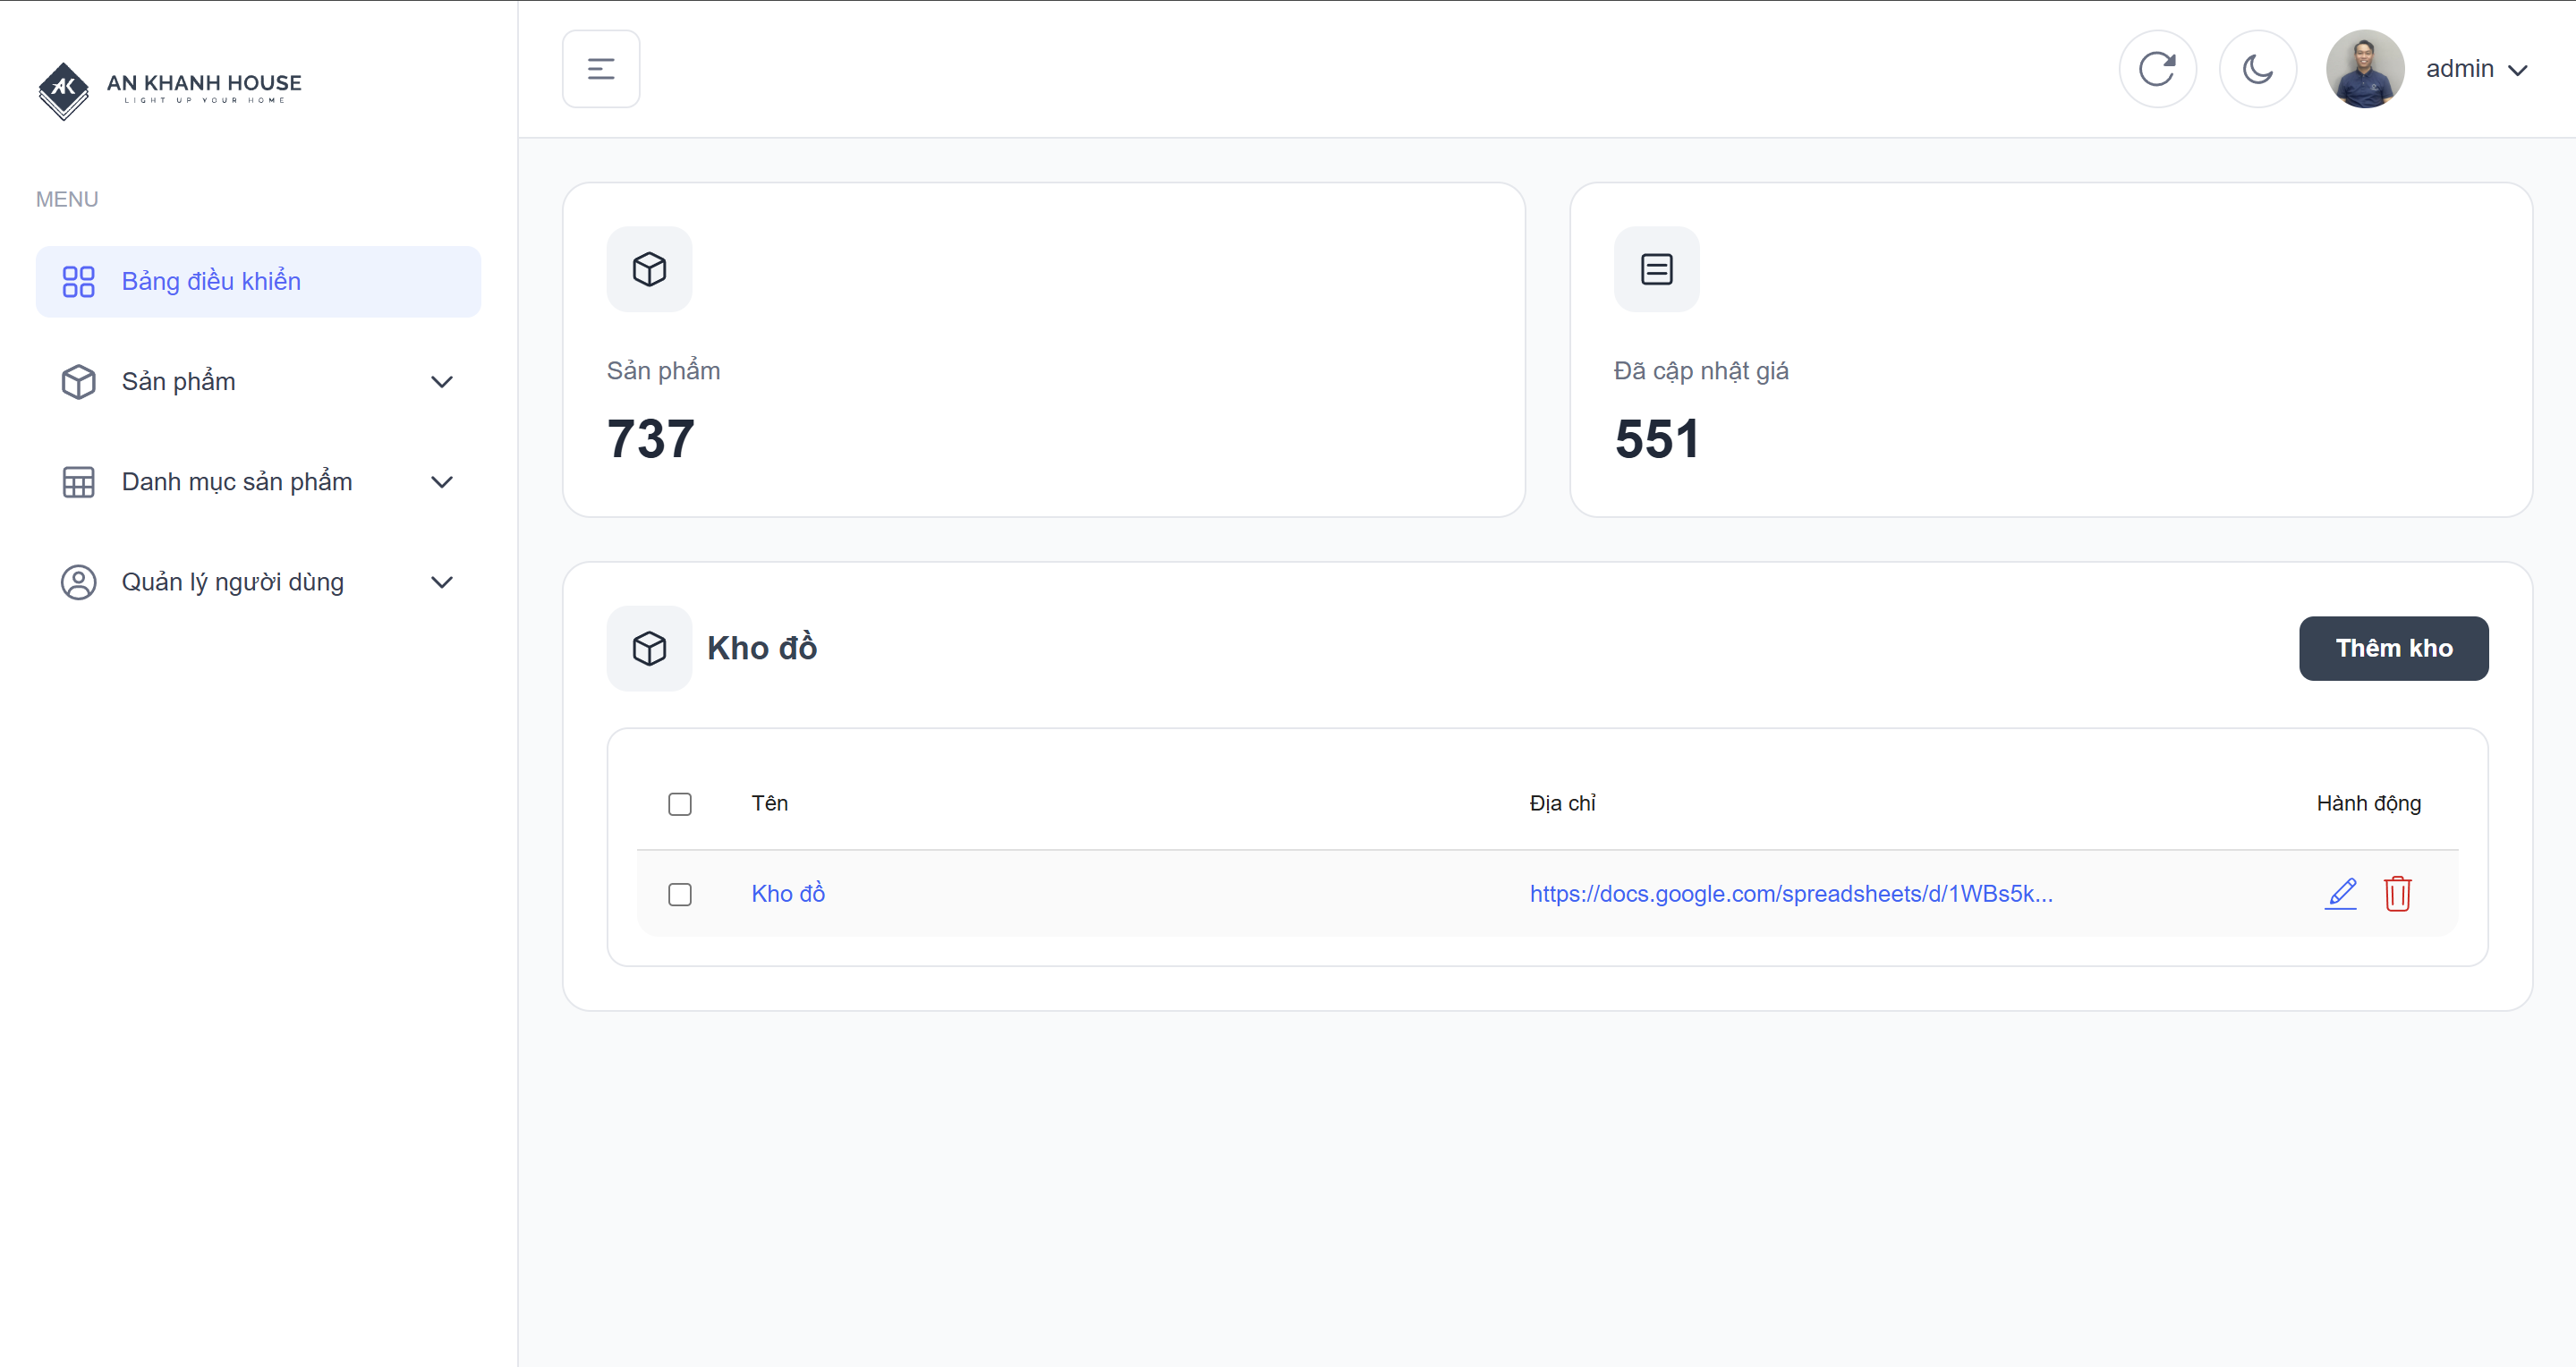 AK
AN KHANH HOUSE
LIGHT UP YOUR HOME
admin
MENU
Bảng điều khiển
Sản phẩm
Danh mục sản phẩm
Quản lý người dùng
Sản phẩm
737
Đã cập nhật giá
551
Kho đồ
Thêm kho
Tên
Địa chỉ
Hành động
Kho đồ
https://docs.google.com/spreadsheets/d/1WBs5k...